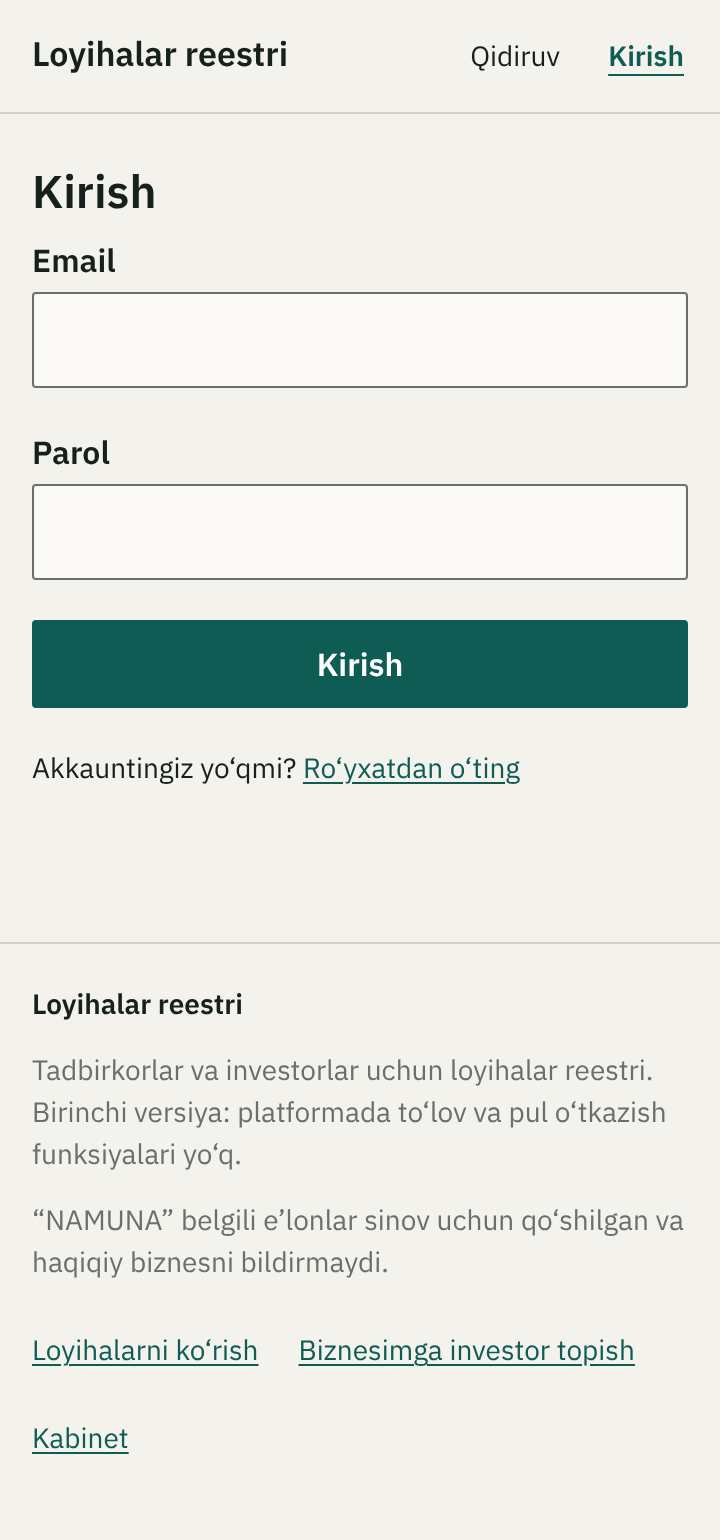 Loyihalar reestri
Qidiruv
Kirish
Kirish
Email
Parol
Kirish
Akkauntingiz yo‘qmi? Ro‘yxatdan o‘ting
Loyihalar reestri
Tadbirkorlar va investorlar uchun loyihalar reestri.
Birinchi versiya: platformada to‘lov va pul o‘tkazish
funksiyalari yo‘q.
“NAMUNA” belgili e’lonlar sinov uchun qo‘shilgan va
haqiqiy biznesni bildirmaydi.
Loyihalarni ko‘rish
Biznesimga investor topish
Kabinet